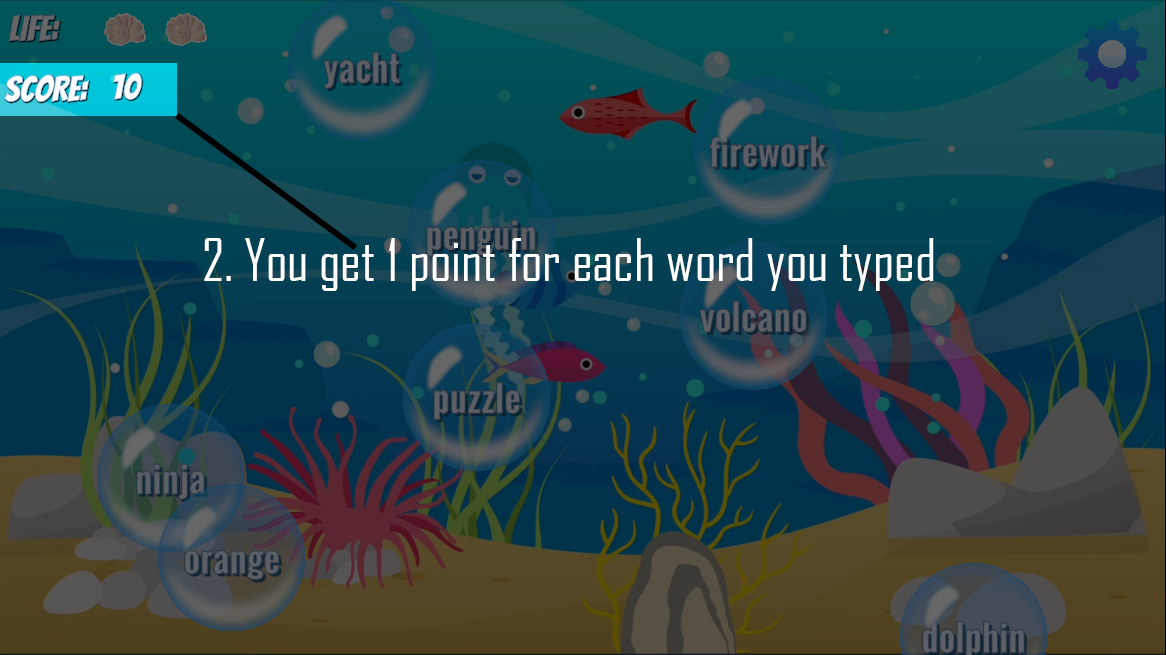 LIFE:
SCORE: 10
yacht
firework
penguin
2. You get 1 point for each word you typed
volcano
puzzle
ninja
orange
dolphin